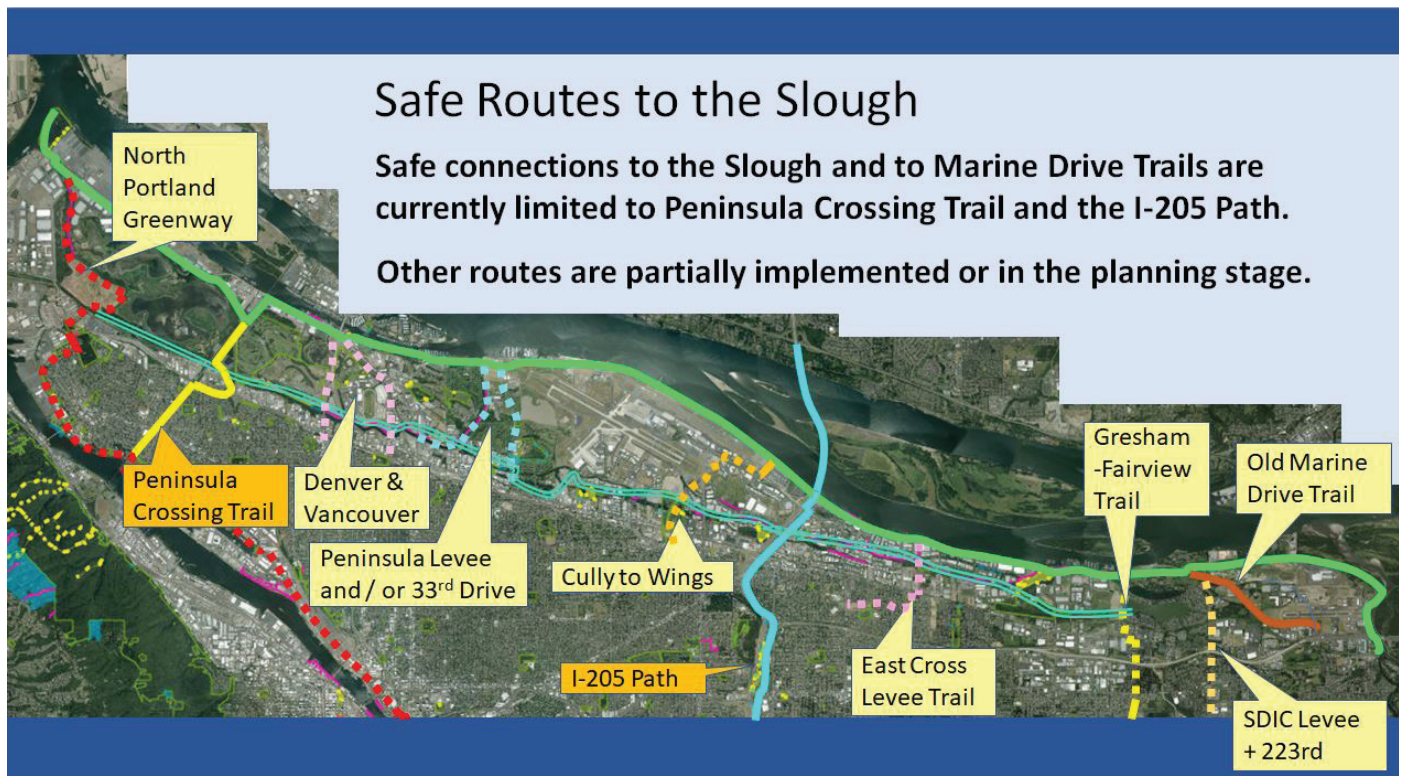 Safe Routes to the Slough
Safe connections to the Slough and to Marine Drive Trails are
currently limited to Peninsula Crossing Trail and the I-205 Path.
Other routes are partially implemented or in the planning stage.
North
Portland
Greenway
Peninsula
Crossing Trail
Denver &
Vancouver
Peninsula Levee
and / or 33rd Drive
Cully to Wings
I-205 Path
East Cross
Levee Trail
Gresham
-Fairview
Trail
Old Marine
Drive Trail
SDIC Levee
+ 223rd